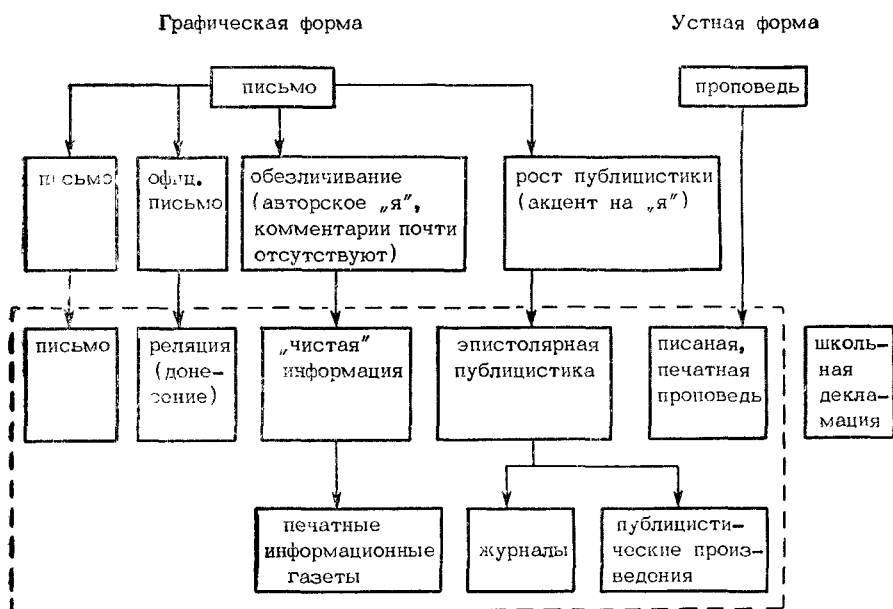 Графическая форма
Устная форма
письмо
проповедь
письмо
офиц.
письмо
обезличивание
(авторское „я",
комментарии почти
отсутствуют)
рост публицистики
(акцент на „я")
письмо
реляция
(доне-
сение)
„чистая"
информация
эпистолярная
публицистика
писаная,
печатная
проповедь
школь-
ная
декла-
мация
печатные
информационные
газеты
журналы
публицисти-
ческие произ-
ведения